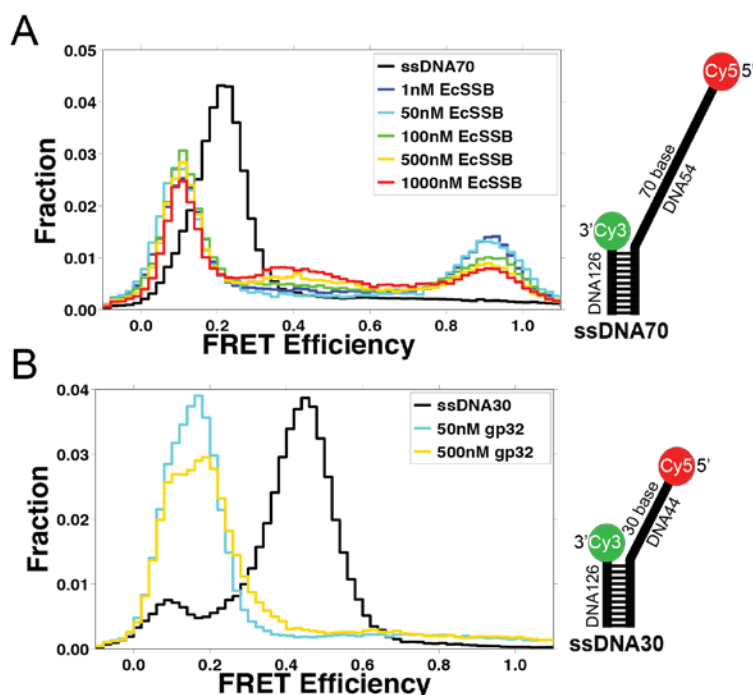 A
0.05
0.04
0.03
0.02
0.01
0.00
Fraction
ssDNA70
1nM EcSSB
50nM EcSSB
100nM EcSSB
500nM EcSSB
1000nM EcSSB
0.0 0.2 0.4 0.6 0.8 1.0
FRET Efficiency
Cy5 5'
70 base
DNA54
3' Cy3
DNA126
ssDNA70
B
0.04
0.03
0.02
0.01
0.00
Fraction
ssDNA30
50nM gp32
500nM gp32
0.0 0.2 0.4 0.6 0.8 1.0
FRET Efficiency
Cy5 5'
30 base
DNA44
3' Cy3
DNA126
ssDNA30